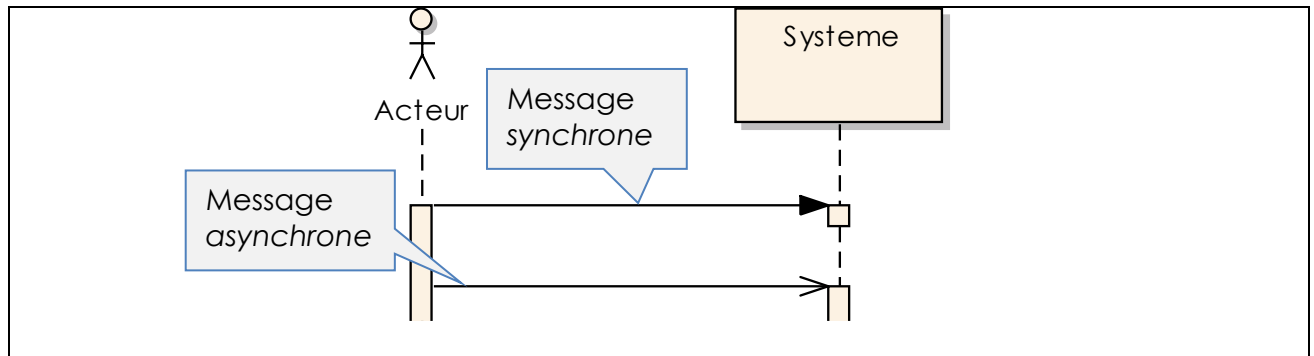 Systeme
Acteur
Message
synchrone
Message
asynchrone